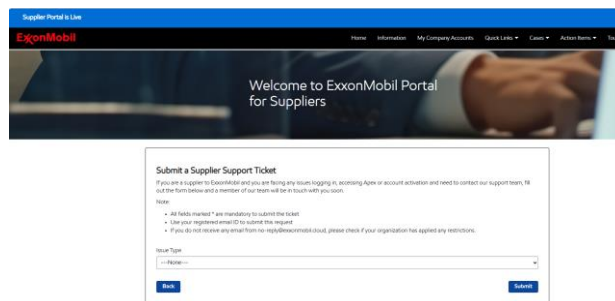 Supplier Portal is Live
ExxonMobil
Home Information My Company Accounts Quick Links Cases Action Items
Welcome to ExxonMobil Portal
for Suppliers
Submit a Supplier Support Ticket
If you are a supplier to ExxonMobil and you are facing any issues logging in, accessing Apex or account activation and need to contact our support team, fill
out the form below and a member of our team will be in touch with you soon.
Note:
All fields marked * are mandatory to submit the ticket
Use your registered email ID to submit this request
If you do not receive any email from no-reply@exxonmobil.cloud, please check if your organization has applied any restrictions.
Issue Type
---None---
Back Submit